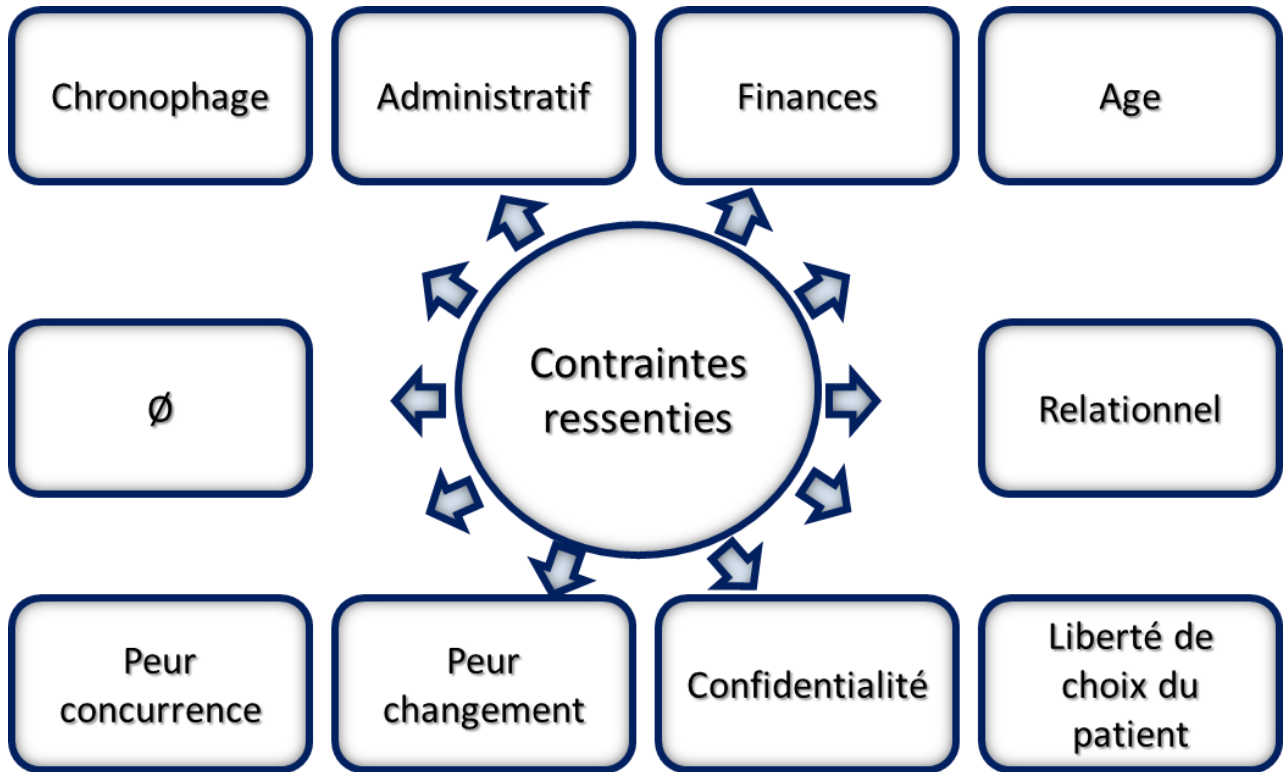 Chronophage
Administratif
Finances
Age
Contraintes
ressenties
Ø
Relationnel
Peur
concurrence
Peur
changement
Confidentialité
Liberté de
choix du
patient